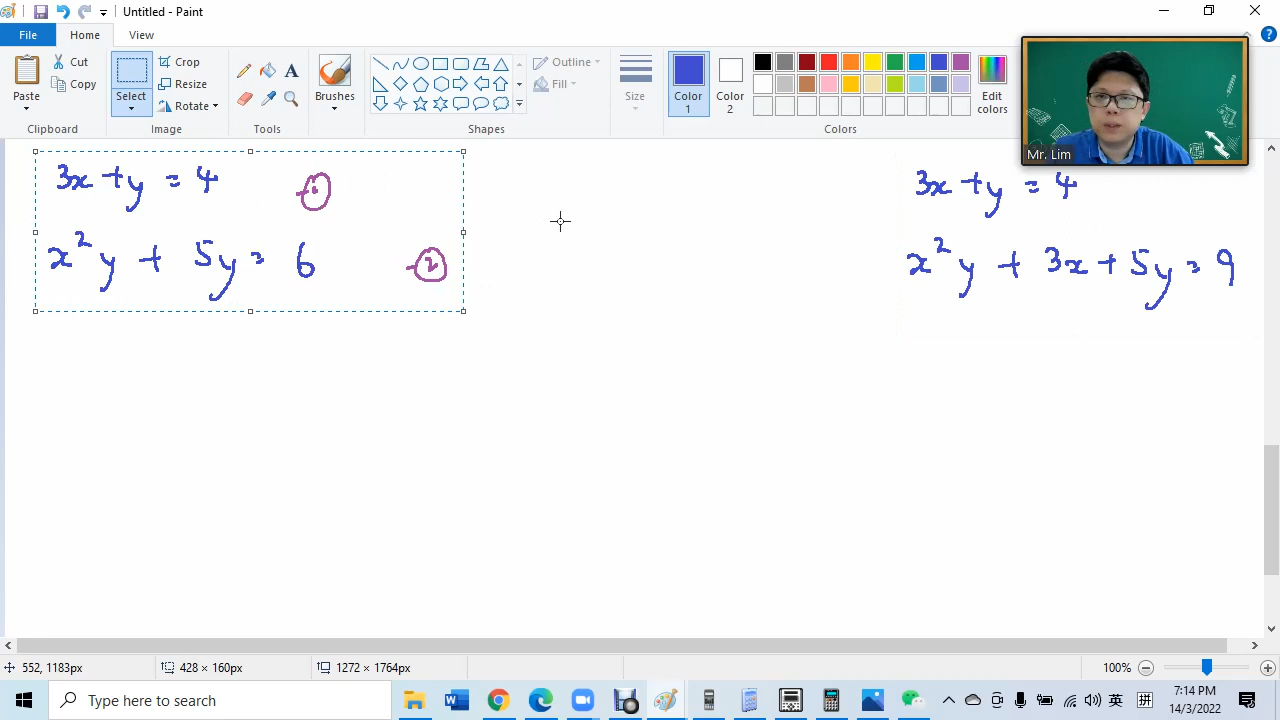 Untitled - Paint
File Home View
Paste Cut Copy Clipboard
Select Crop Resize Rotate Image
Tools
Brushes
Outline Fill Shapes
Size
Color 1 Color 2 Edit colors Colors
Mr. Lim
3x + y = 4 -①
x²y + 5y = 6 -②
3x + y = 4
x²y + 3x + 5y = 9
552, 1183px 428 × 160px 1272 × 1764px 100%
Type here to search
英 拼 7:14 PM
14/3/2022